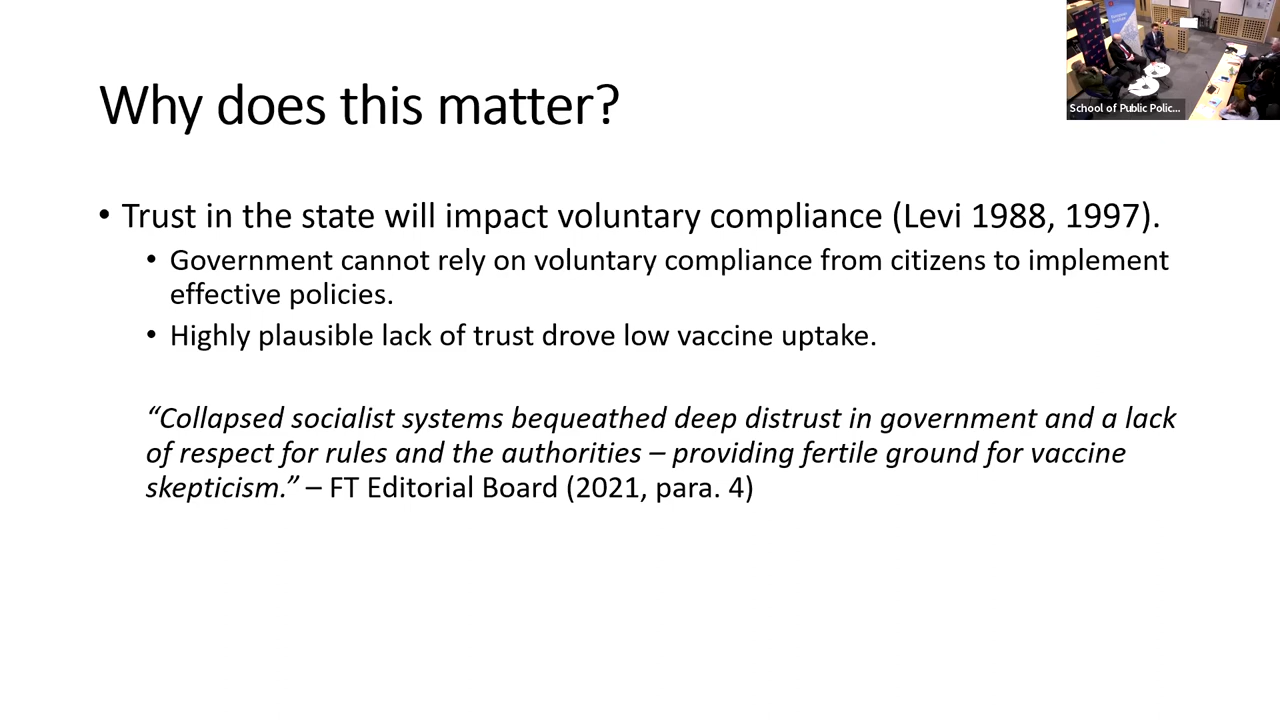 Why does this matter?
School of Public Polic...
• Trust in the state will impact voluntary compliance (Levi 1988, 1997).
• Government cannot rely on voluntary compliance from citizens to implement
effective policies.
• Highly plausible lack of trust drove low vaccine uptake.
“Collapsed socialist systems bequeathed deep distrust in government and a lack
of respect for rules and the authorities – providing fertile ground for vaccine
skepticism.” – FT Editorial Board (2021, para. 4)